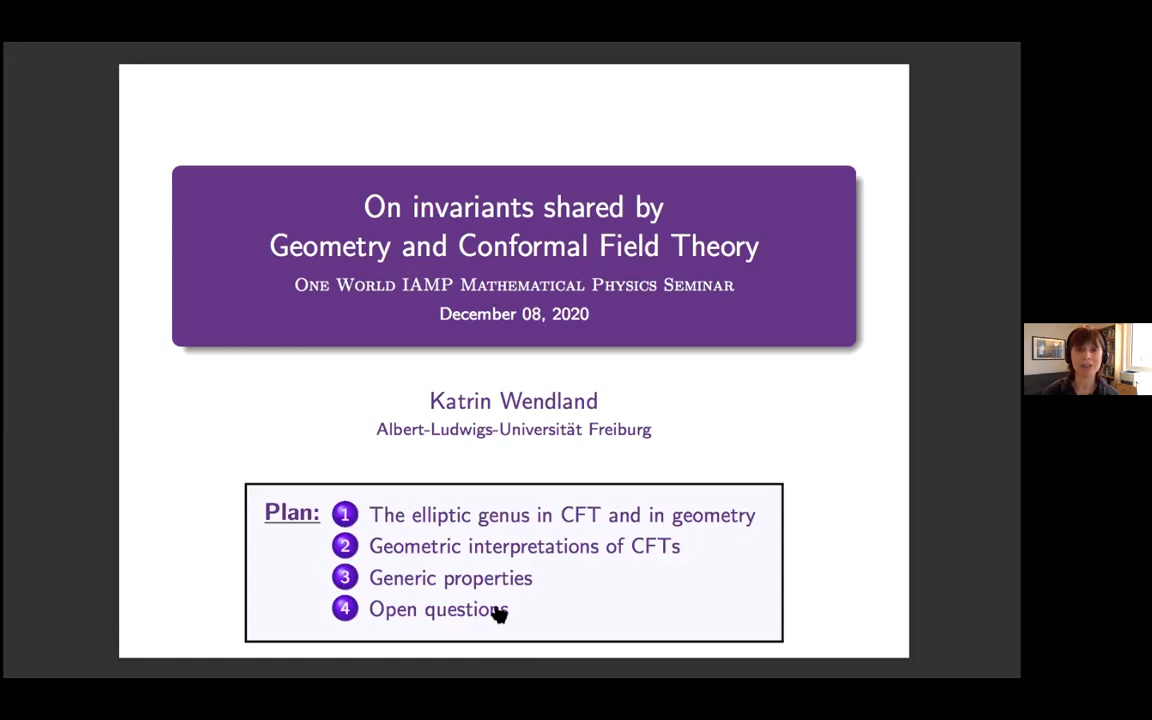 On invariants shared by
Geometry and Conformal Field Theory
One World IAMP Mathematical Physics Seminar
December 08, 2020
Katrin Wendland
Albert-Ludwigs-Universität Freiburg
Plan:
1 The elliptic genus in CFT and in geometry
2 Geometric interpretations of CFTs
3 Generic properties
4 Open questions